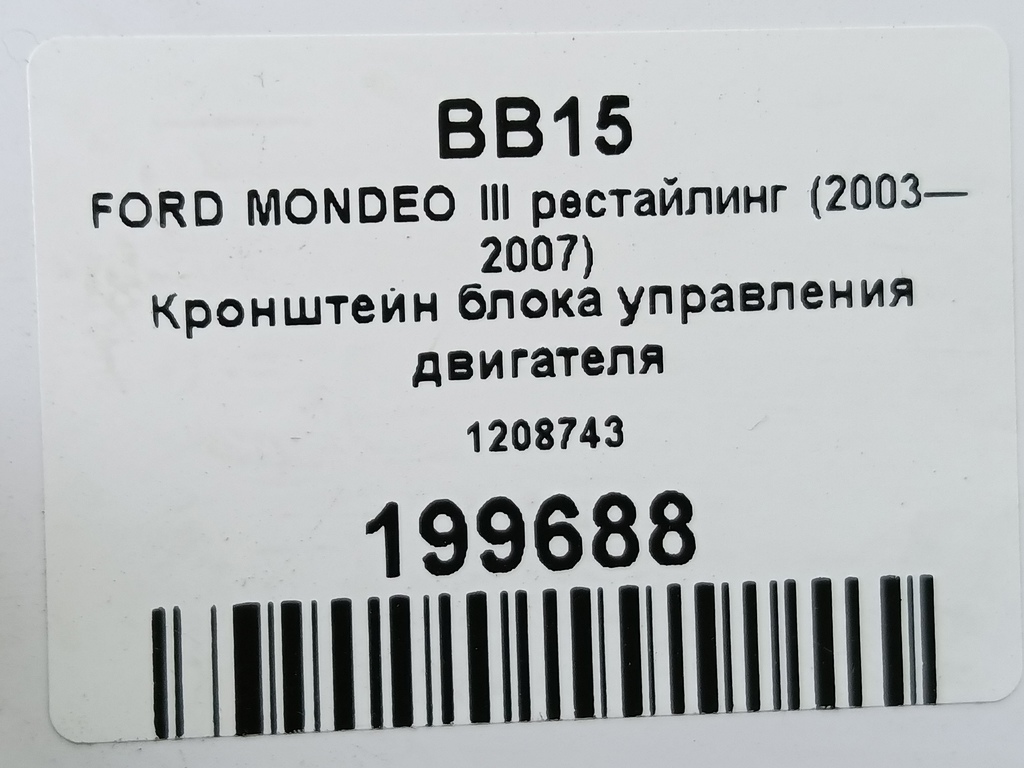 BB15
FORD MONDEO III рестайлинг (2003—
2007)
Кронштейн блока управления
двигателя
1208743
199688